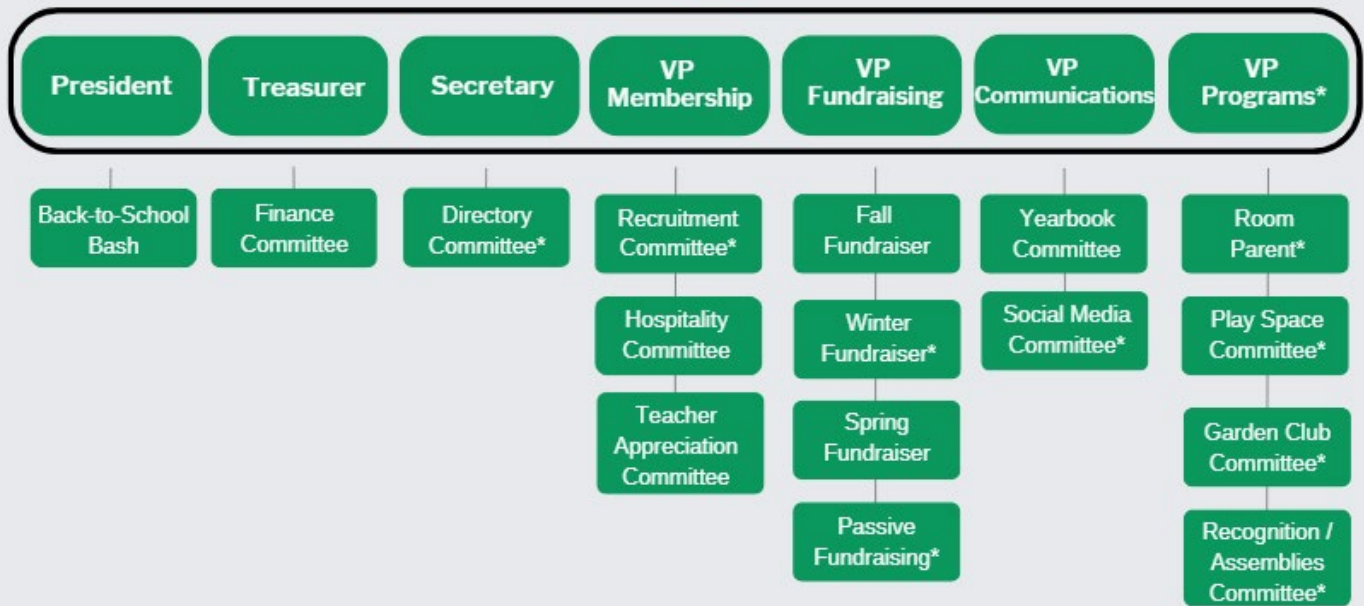 President
Treasurer
Secretary
VP
Membership
VP
Fundraising
VP
Communications
VP
Programs*
Back-to-School
Bash
Finance
Committee
Directory
Committee*
Recruitment
Committee*
Hospitality
Committee
Teacher
Appreciation
Committee
Fall
Fundraiser
Winter
Fundraiser*
Spring
Fundraiser
Passive
Fundraising*
Yearbook
Committee
Social Media
Committee*
Room
Parent*
Play Space
Committee*
Garden Club
Committee*
Recognition /
Assemblies
Committee*